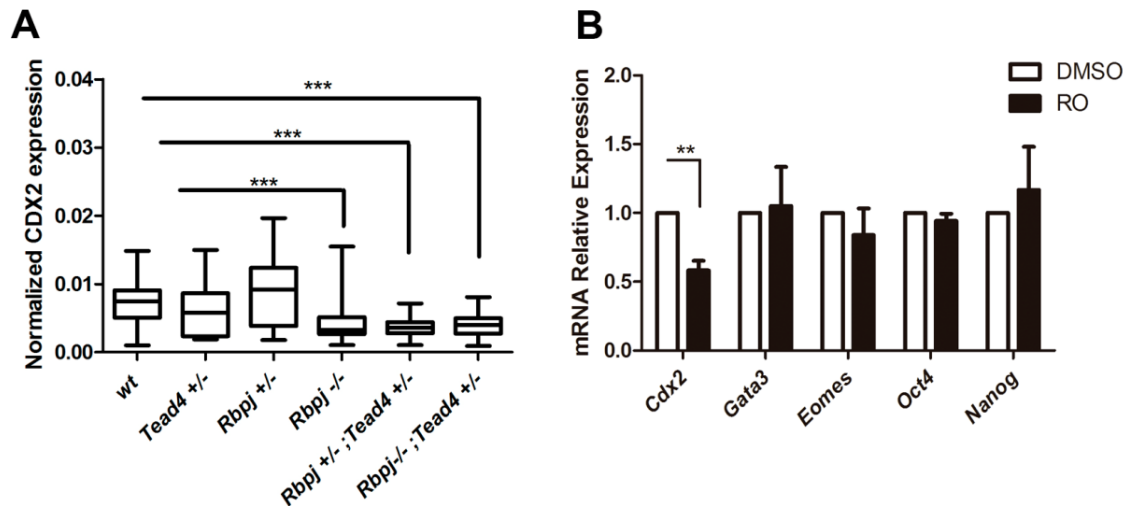 A
Normalized CDX2 expression
0.04
0.03
0.02
0.01
0.00
***
***
***
wt
Tead4 +/-
Rbpj +/-
Rbpj -/-
Rbpj +/- ;Tead4 +/-
Rbpj-/- ;Tead4 +/-
B
mRNA Relative Expression
2.0
1.5
1.0
0.5
0.0
DMSO
RO
**
Cdx2
Gata3
Eomes
Oct4
Nanog